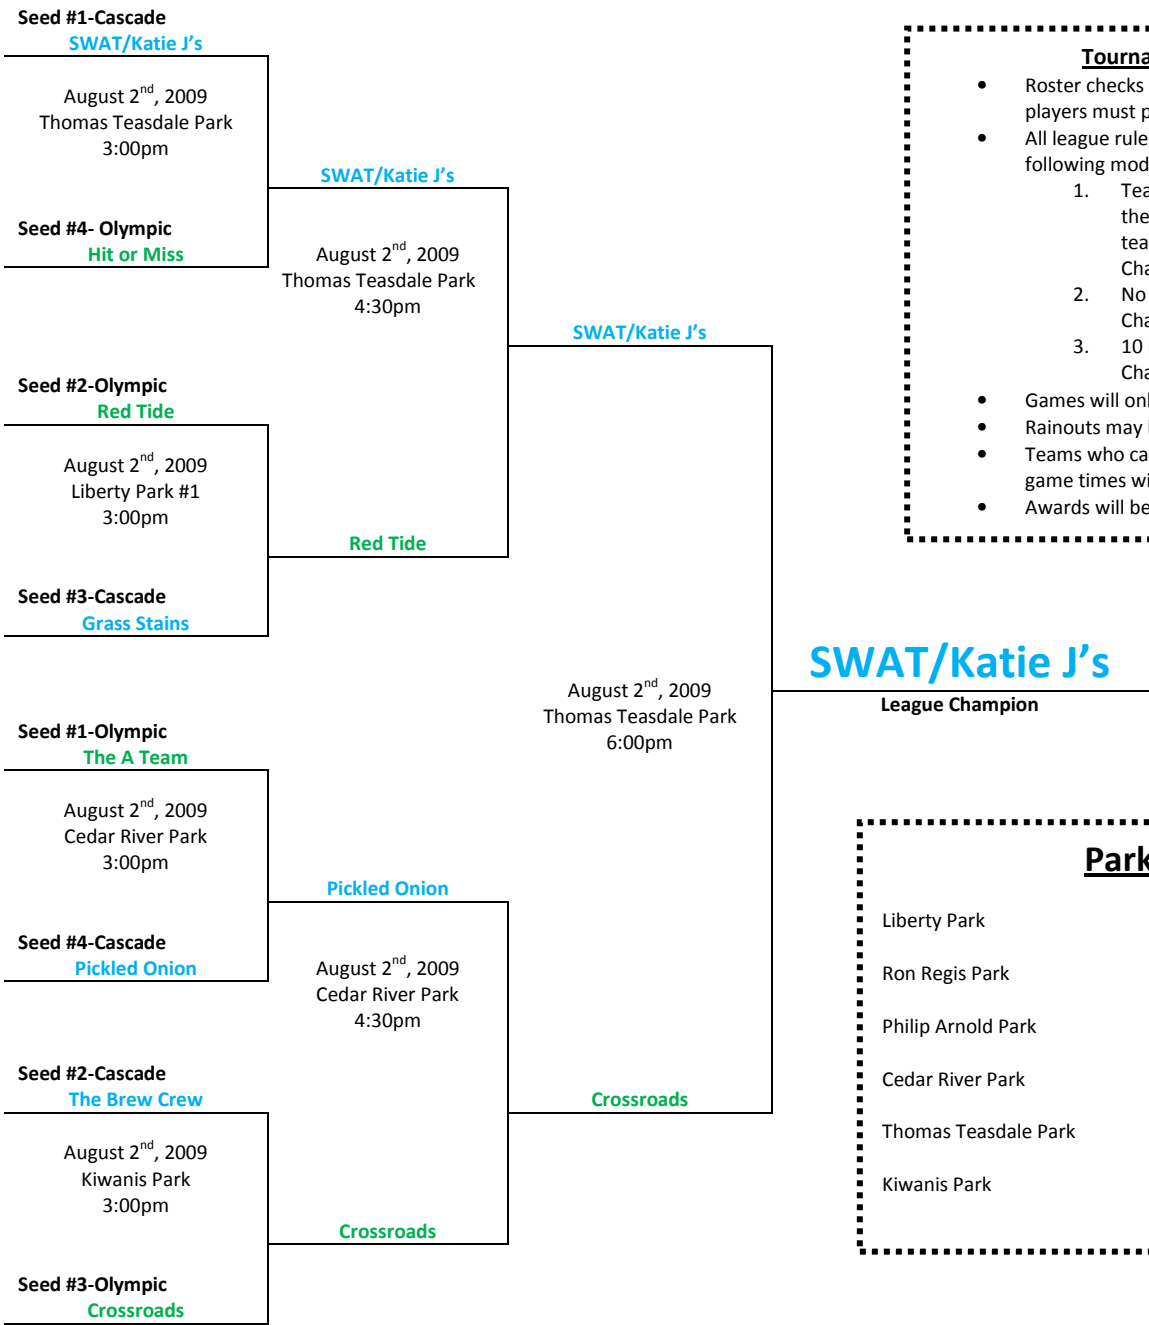 Seed #1-Cascade
SWAT/Katie J's
August 2nd, 2009
Thomas Teasdale Park
3:00pm
Seed #4- Olympic
Hit or Miss
SWAT/Katie J's
August 2nd, 2009
Thomas Teasdale Park
4:30pm
Seed #2-Olympic
Red Tide
August 2nd, 2009
Liberty Park #1
3:00pm
Seed #3-Cascade
Grass Stains
Red Tide
SWAT/Katie J's
August 2nd, 2009
Thomas Teasdale Park
6:00pm
Seed #1-Olympic
The A Team
August 2nd, 2009
Cedar River Park
3:00pm
Seed #4-Cascade
Pickled Onion
Pickled Onion
August 2nd, 2009
Cedar River Park
4:30pm
Seed #2-Cascade
The Brew Crew
August 2nd, 2009
Kiwanis Park
3:00pm
Seed #3-Olympic
Crossroads
Crossroads
Crossroads
SWAT/Katie J's
League Champion
Tourna
• Roster checks
players must p
• All league rule
following mod
1. Tea
the
tea
Cha
2. No
Cha
3. 10
Cha
• Games will onl
• Rainouts may
• Teams who ca
game times wi
• Awards will be
Park
Liberty Park
Ron Regis Park
Philip Arnold Park
Cedar River Park
Thomas Teasdale Park
Kiwanis Park